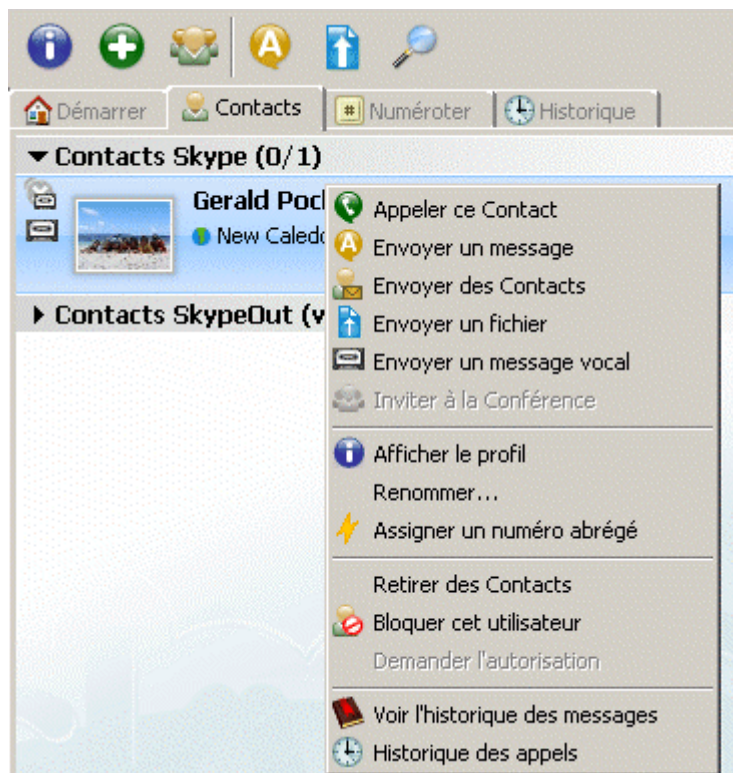 Démarrer Contacts Numéroter Historique
Contacts Skype (0/1)
Gerald
New
Contacts SkypeOut
Appeler ce Contact
Envoyer un message
Envoyer des Contacts
Envoyer un fichier
Envoyer un message vocal
Inviter à la Conférence
Afficher le profil
Renommer...
Assigner un numéro abrégé
Retirer des Contacts
Bloquer cet utilisateur
Demander l'autorisation
Voir l'historique des messages
Historique des appels